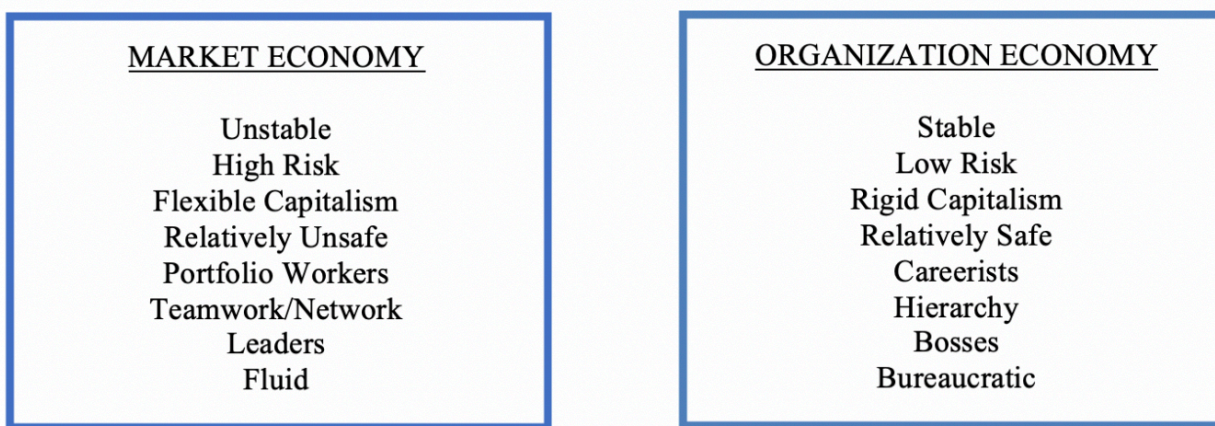 MARKET ECONOMY
Unstable
High Risk
Flexible Capitalism
Relatively Unsafe
Portfolio Workers
Teamwork/Network
Leaders
Fluid
ORGANIZATION ECONOMY
Stable
Low Risk
Rigid Capitalism
Relatively Safe
Careerists
Hierarchy
Bosses
Bureaucratic